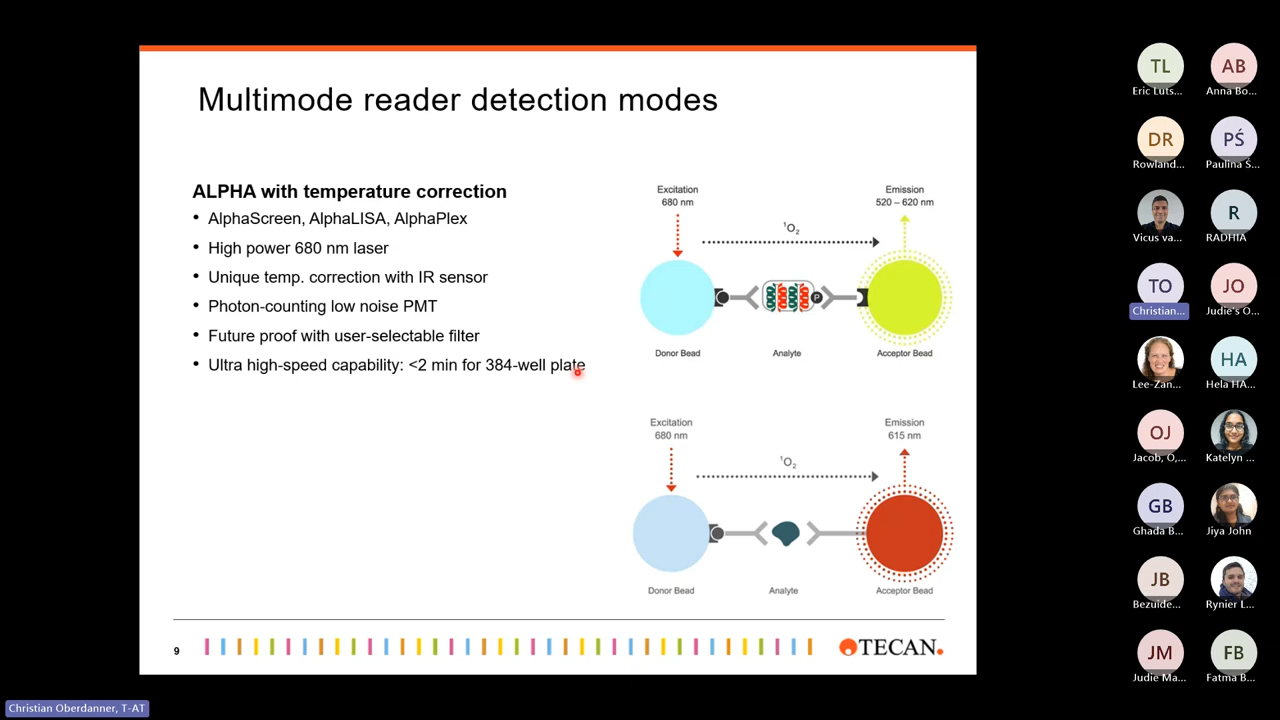 Multimode reader detection modes
ALPHA with temperature correction
• AlphaScreen, AlphaLISA, AlphaPlex
• High power 680 nm laser
• Unique temp. correction with IR sensor
• Photon-counting low noise PMT
• Future proof with user-selectable filter
• Ultra high-speed capability: <2 min for 384-well plate
Excitation
680 nm
Emission
520 – 620 nm
¹O₂
P
Donor Bead
Analyte
Acceptor Bead
Excitation
680 nm
Emission
615 nm
¹O₂
Donor Bead
Analyte
Acceptor Bead
9
TECAN.
TL
Eric Luts...
AB
Anna Bo...
DR
Rowland...
PŚ
Paulina S...
Vicus va...
R
RADHIA
TO
Christian...
JO
Judie's O...
Lee-Zan...
HA
Hela HA...
OJ
Jacob, O,...
Katelyn ...
GB
Ghada B...
Jiya John
JB
Bezuide...
Rynier L...
JM
Judie Ma...
FB
Fatma B...
Christian Oberdanner, T-AT